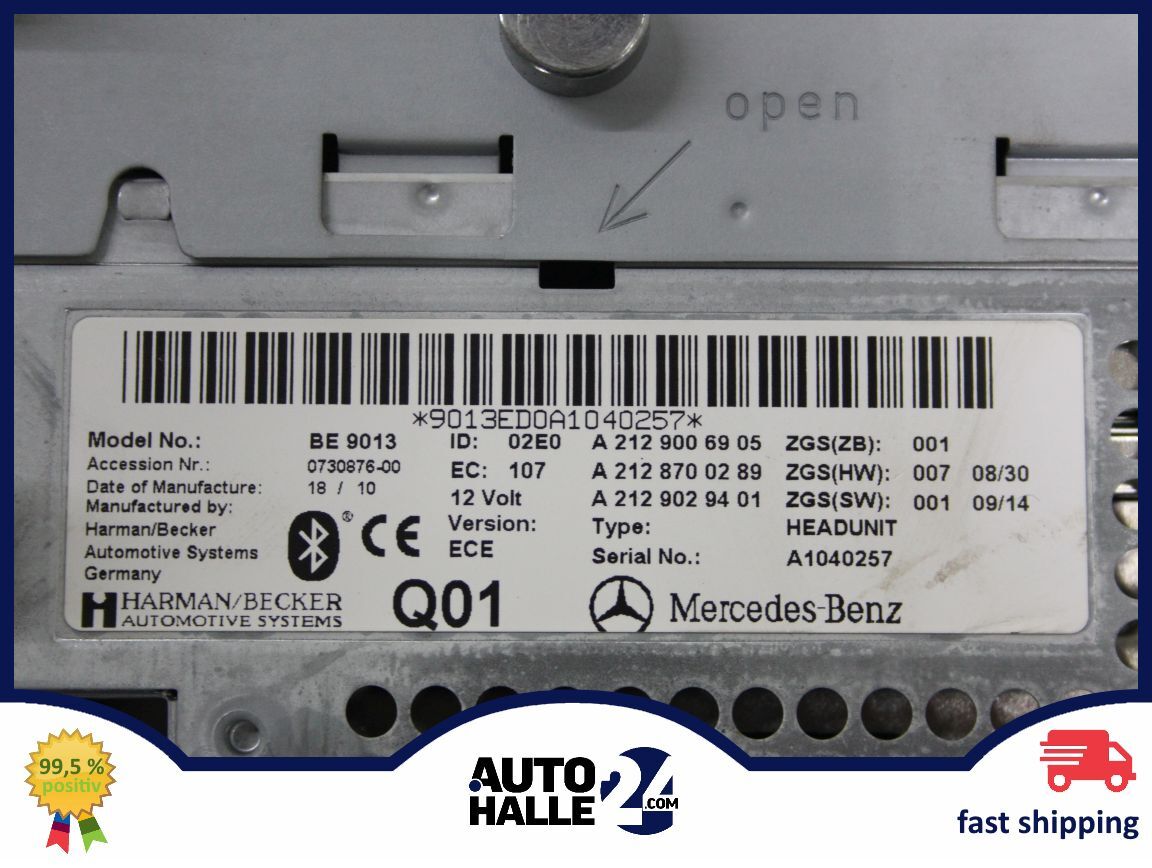 open
*9013ED0A1040257*
Model No.: BE 9013 ID: 02E0 A 212 900 69 05 ZGS(ZB): 001
Accession Nr.: 0730876-00 EC: 107 A 212 870 02 89 ZGS(HW): 007 08/30
Date of Manufacture: 18 / 10 12 Volt A 212 902 94 01 ZGS(SW): 001 09/14
Manufactured by: Version: Type: HEADUNIT
Harman/Becker ® CE ECE Serial No.: A1040257
Automotive Systems
Germany
HARMAN/BECKER Q01 Mercedes-Benz
AUTOMOTIVE SYSTEMS
99,5 %
positiv
AUTO
HALLE 24 .COM
fast shipping